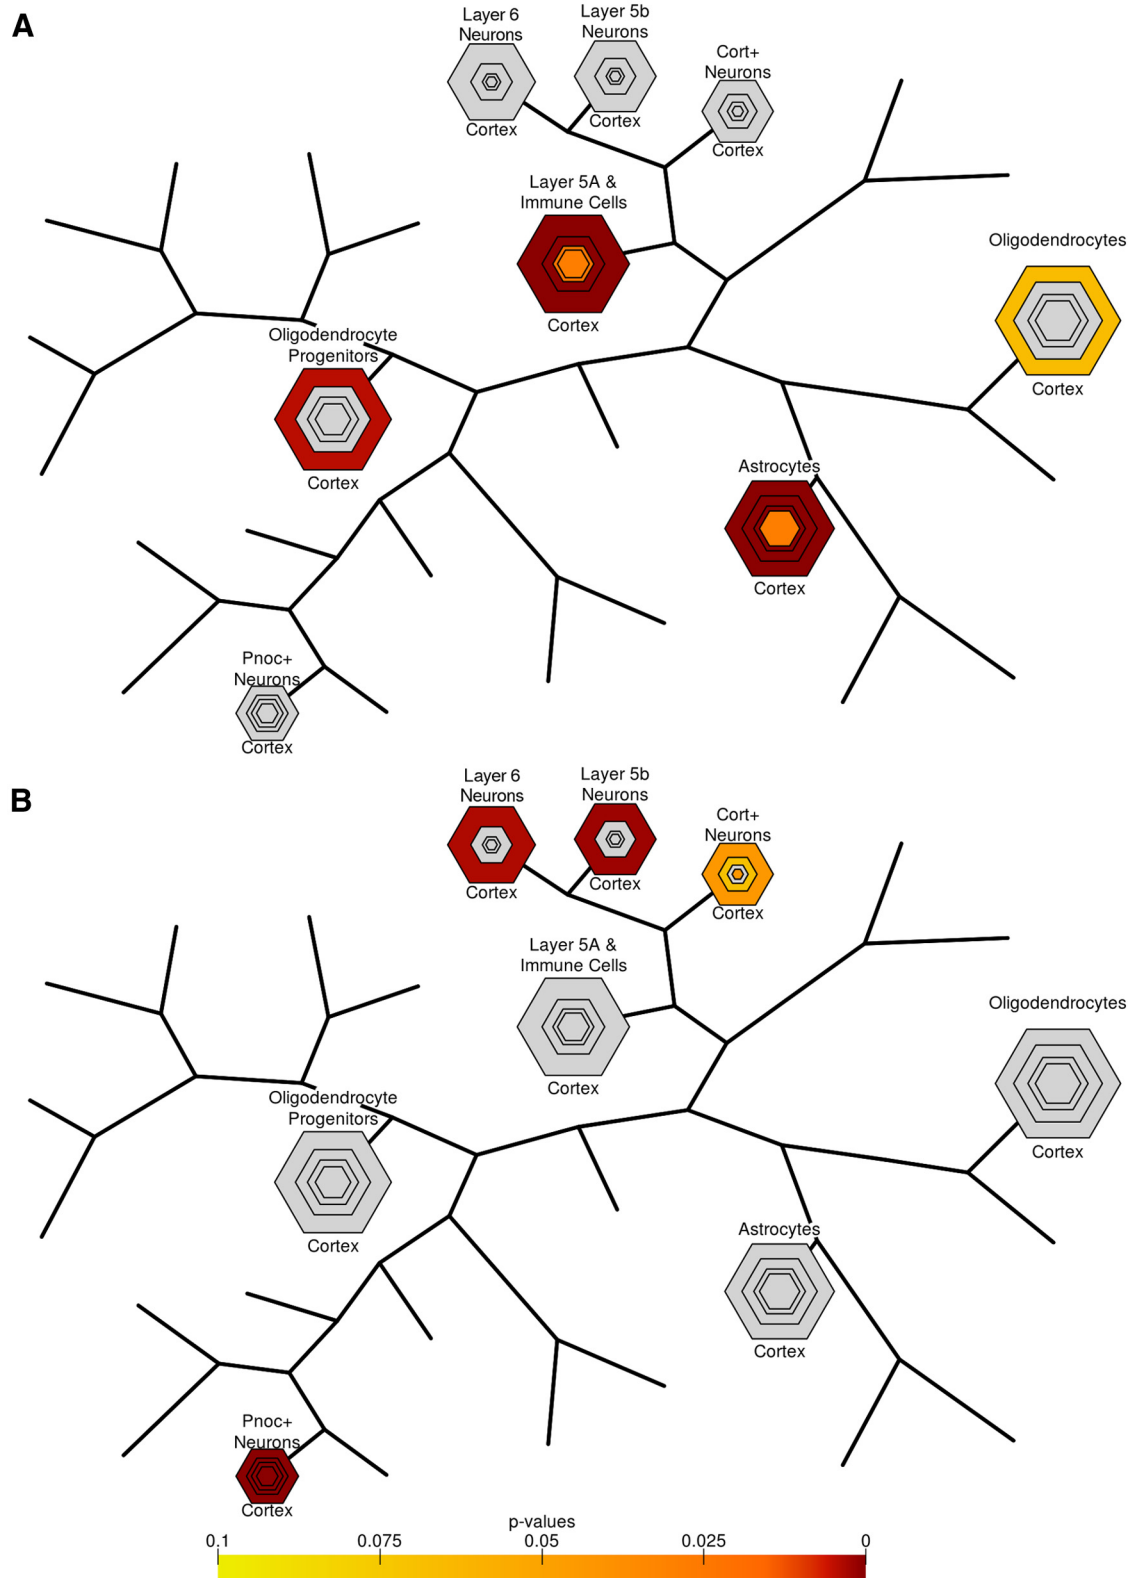 A
Layer 6
Neurons
Cortex
Layer 5b
Neurons
Cortex
Cort+
Neurons
Cortex
Layer 5A &
Immune Cells
Cortex
Oligodendrocytes
Cortex
Oligodendrocyte
Progenitors
Cortex
Astrocytes
Cortex
Pnoc+
Neurons
Cortex
B
Layer 6
Neurons
Cortex
Layer 5b
Neurons
Cortex
Cort+
Neurons
Cortex
Layer 5A &
Immune Cells
Cortex
Oligodendrocytes
Cortex
Oligodendrocyte
Progenitors
Cortex
Astrocytes
Cortex
Pnoc+
Neurons
Cortex
p-values
0.1 0.075 0.05 0.025 0